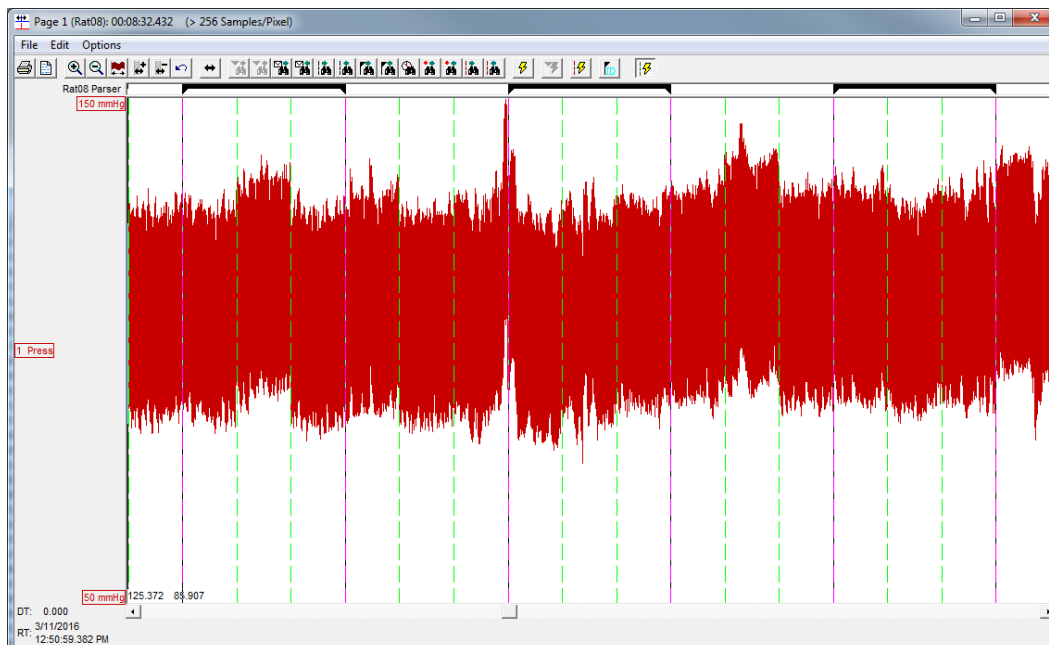 Page 1 (Rat08): 00:08:32.432 (> 256 Samples/Pixel)
File Edit Options
Rat08 Parser
150 mmHg
1 Press
50 mmHg 125.372 85.907
DT: 0.000
RT: 3/11/2016
12:50:59.382 PM